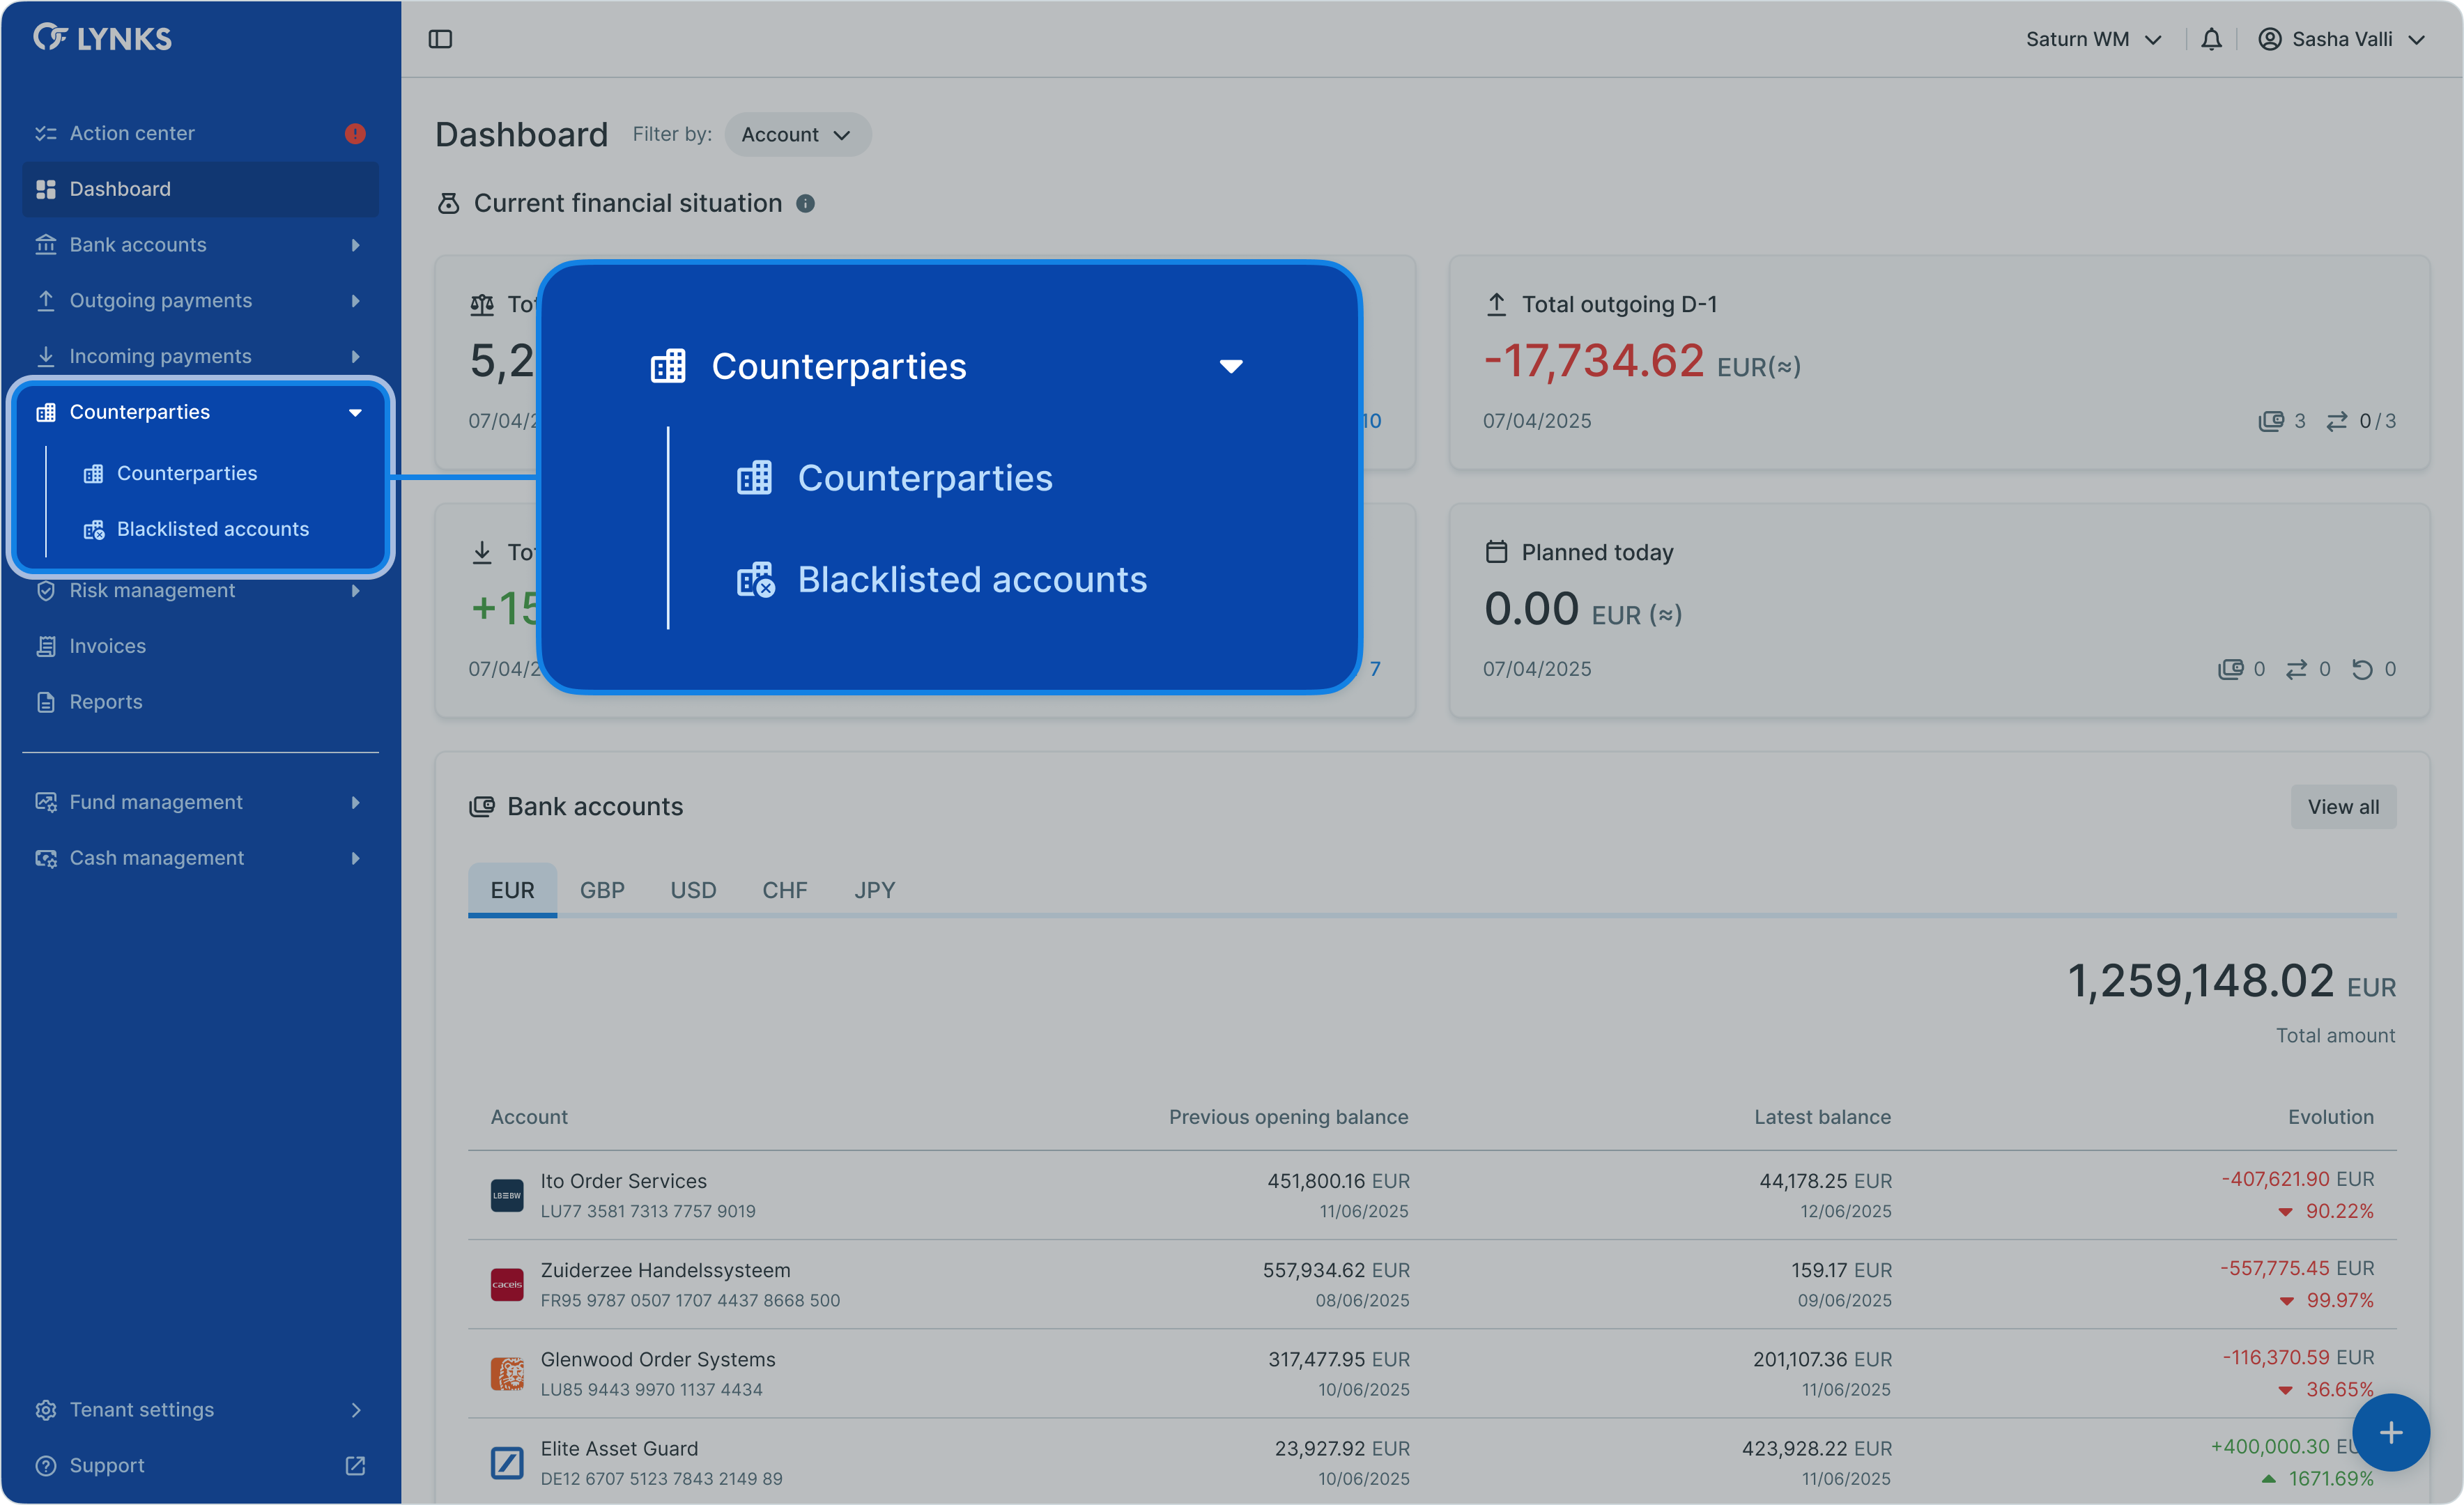 LYNKS
Saturn WM
Sasha Valli
Action center
Dashboard
Bank accounts
Outgoing payments
Incoming payments
Counterparties
Counterparties
Blacklisted accounts
Risk management
Invoices
Reports
Fund management
Cash management
Tenant settings
Support
Dashboard Filter by: Account
Current financial situation
5,2
07/04/2
10
Total outgoing D-1
-17,734.62 EUR(≈)
07/04/2025 3 0/3
Counterparties
Counterparties
Blacklisted accounts
+15
07/04/2
7
Planned today
0.00 EUR (≈)
07/04/2025 0 0 0
Bank accounts View all
EUR GBP USD CHF JPY
1,259,148.02 EUR
Total amount
Account Previous opening balance Latest balance Evolution
Ito Order Services 451,800.16 EUR 44,178.25 EUR -407,621.90 EUR
LU77 3581 7313 7757 9019 11/06/2025 12/06/2025 90.22%
Zuiderzee Handelssysteem 557,934.62 EUR 159.17 EUR -557,775.45 EUR
FR95 9787 0507 1707 4437 8668 500 08/06/2025 09/06/2025 99.97%
Glenwood Order Systems 317,477.95 EUR 201,107.36 EUR -116,370.59 EUR
LU85 9443 9970 1137 4434 10/06/2025 11/06/2025 36.65%
Elite Asset Guard 23,927.92 EUR 423,928.22 EUR +400,000.30
DE12 6707 5123 7843 2149 89 10/06/2025 11/06/2025 1671.69%
LB≡BW
caceis